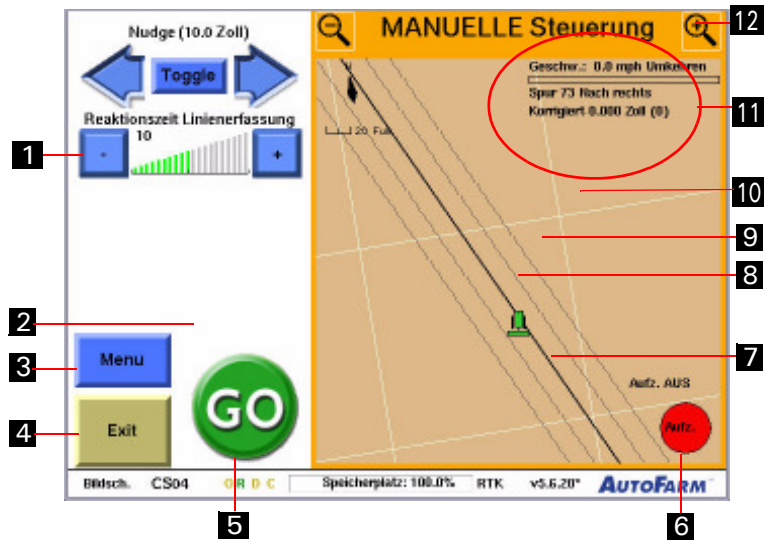 MANUELLE Steuerung
12
Nudge (10.0 Zoll)
Toggle
Geschwr.: 0.0 mph Umkehren
Spur 73 Nach rechts
Korrigiert 0.000 Zoll (0)
11
Reaktionszeit Linienerfassung
10
1
-
+
N
20 Fuß
10
9
8
2
Menu
3
7
Aufz. AUS
GO
Aufz.
4
Exit
Bildsch.
CS04
O R D C
Speicherplatz: 100.0%
RTK
v5.6.20*
AUTOFARM
5
6